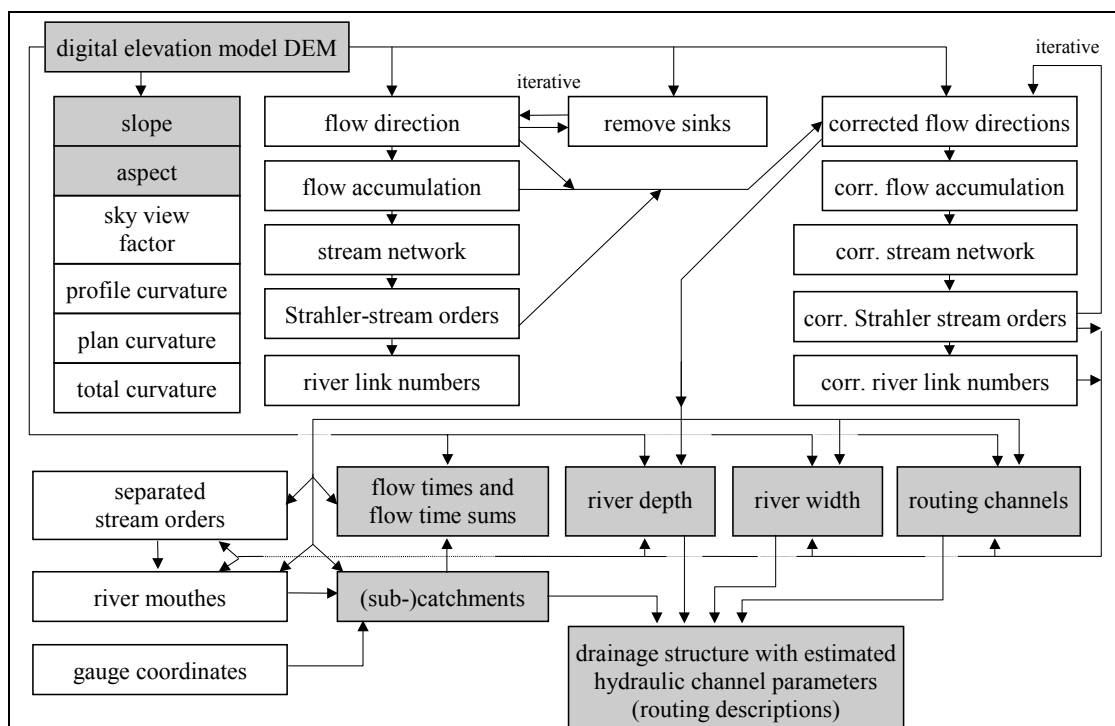 digital elevation model DEM
iterative
iterative
slope
flow direction
remove sinks
corrected flow directions
aspect
flow accumulation
corr. flow accumulation
sky view
factor
stream network
corr. stream network
profile curvature
Strahler-stream orders
corr. Strahler stream orders
plan curvature
total curvature
river link numbers
corr. river link numbers
separated
stream orders
flow times and
flow time sums
river depth
river width
routing channels
river mouthes
(sub-)catchments
gauge coordinates
drainage structure with estimated
hydraulic channel parameters
(routing descriptions)